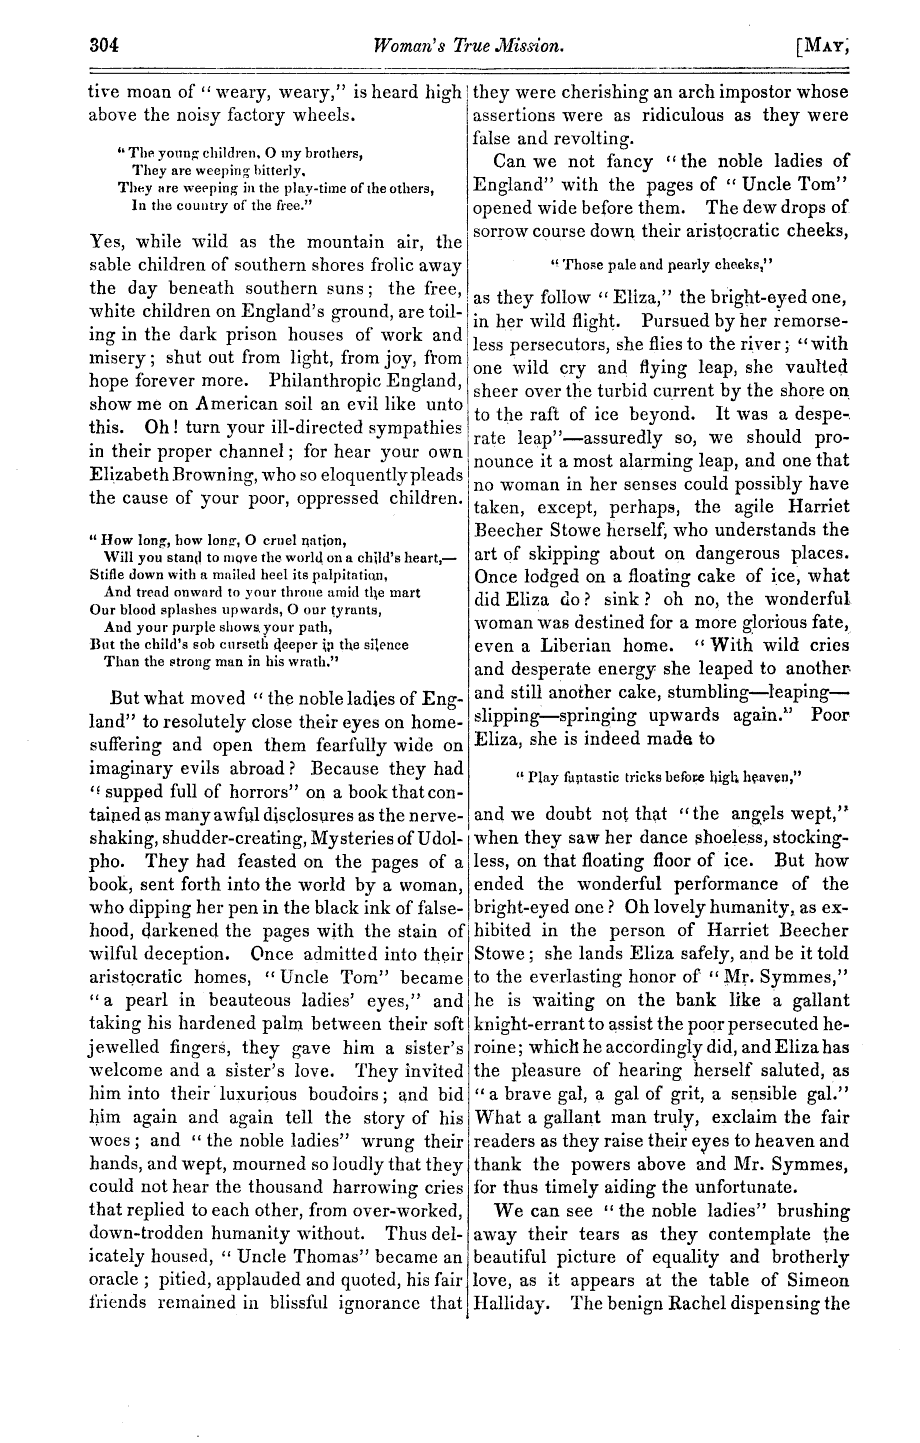 304
Woman's True Mission.
[MAY,
tive moan of "weary, weary," is heard high
above the noisy factory wheels.
"The young children, O my brothers,
They are weeping bitterly,
They are weeping in the play-time of the others,
In the country of the free."
Yes, while wild as the mountain air, the
sable children of southern shores frolic away
the day beneath southern suns; the free,
white children on England's ground, are toil-
ing in the dark prison houses of work and
misery; shut out from light, from joy, from
hope forever more. Philanthropic England,
show me on American soil an evil like unto
this. Oh! turn your ill-directed sympathies
in their proper channel; for hear your own
Elizabeth Browning, who so eloquently pleads
the cause of your poor, oppressed children.
"How long, how long, O cruel nation,
Will you stand to move the world on a child's heart,—
Stifle down with a mailed heel its palpitation,
And tread onward to your throne amid the mart
Our blood splashes upwards, O our tyrants,
And your purple shows your path,
But the child's sob curseth deeper in the silence
Than the strong man in his wrath."
But what moved "the noble ladies of Eng-
land" to resolutely close their eyes on home-
suffering and open them fearfully wide on
imaginary evils abroad? Because they had
"supped full of horrors" on a book that con-
tained as many awful disclosures as the nerve-
shaking, shudder-creating, Mysteries of Udol-
pho. They had feasted on the pages of a
book, sent forth into the world by a woman,
who dipping her pen in the black ink of false-
hood, darkened the pages with the stain of
wilful deception. Once admitted into their
aristocratic homes, "Uncle Tom" became
"a pearl in beauteous ladies' eyes," and
taking his hardened palm between their soft
jewelled fingers, they gave him a sister's
welcome and a sister's love. They invited
him into their luxurious boudoirs; and bid
him again and again tell the story of his
woes; and "the noble ladies" wrung their
hands, and wept, mourned so loudly that they
could not hear the thousand harrowing cries
that replied to each other, from over-worked,
down-trodden humanity without. Thus del-
icately housed, "Uncle Thomas" became an
oracle; pitied, applauded and quoted, his fair
friends remained in blissful ignorance that
they were cherishing an arch impostor whose
assertions were as ridiculous as they were
false and revolting.
Can we not fancy "the noble ladies of
England" with the pages of "Uncle Tom"
opened wide before them. The dew drops of
sorrow course down their aristocratic cheeks,
"Those pale and pearly cheeks,"
as they follow "Eliza," the bright-eyed one,
in her wild flight. Pursued by her remorse-
less persecutors, she flies to the river; "with
one wild cry and flying leap, she vaulted
sheer over the turbid current by the shore on
to the raft of ice beyond. It was a despe-
rate leap"—assuredly so, we should pro-
nounce it a most alarming leap, and one that
no woman in her senses could possibly have
taken, except, perhaps, the agile Harriet
Beecher Stowe herself, who understands the
art of skipping about on dangerous places.
Once lodged on a floating cake of ice, what
did Eliza do? sink? oh no, the wonderful
woman was destined for a more glorious fate,
even a Liberian home. "With wild cries
and desperate energy she leaped to another
and still another cake, stumbling—leaping—
slipping—springing upwards again." Poor
Eliza, she is indeed made to
"Play fantastic tricks before high heaven,"
and we doubt not that "the angels wept,"
when they saw her dance shoeless, stocking-
less, on that floating floor of ice. But how
ended the wonderful performance of the
bright-eyed one? Oh lovely humanity, as ex-
hibited in the person of Harriet Beecher
Stowe; she lands Eliza safely, and be it told
to the everlasting honor of "Mr. Symmes,"
he is waiting on the bank like a gallant
knight-errant to assist the poor persecuted he-
roine; which he accordingly did, and Eliza has
the pleasure of hearing herself saluted, as
"a brave gal, a gal of grit, a sensible gal."
What a gallant man truly, exclaim the fair
readers as they raise their eyes to heaven and
thank the powers above and Mr. Symmes,
for thus timely aiding the unfortunate.
We can see "the noble ladies" brushing
away their tears as they contemplate the
beautiful picture of equality and brotherly
love, as it appears at the table of Simeon
Halliday. The benign Rachel dispensing the